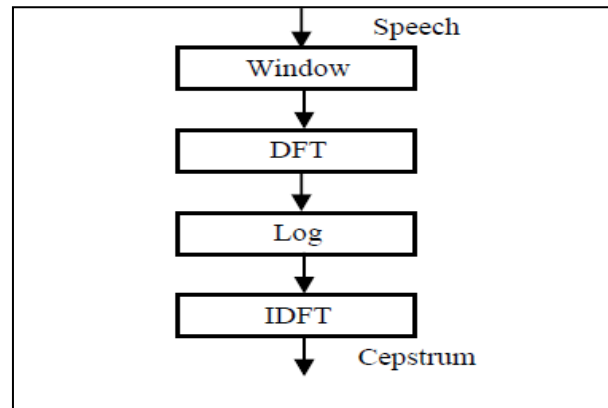 Speech
Window
DFT
Log
IDFT
Cepstrum